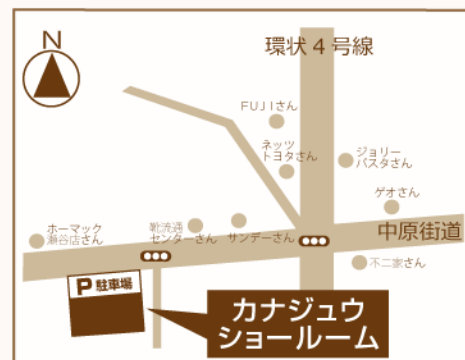 N
環状4号線
FUJIさん
ネッツ
トヨタさん
ジョリー
パスタさん
ゲオさん
中原街道
ホーマック
瀬谷店さん
靴流通
センターさん
サンデーさん
不二家さん
P 駐車場
カナジュウ
ショールーム